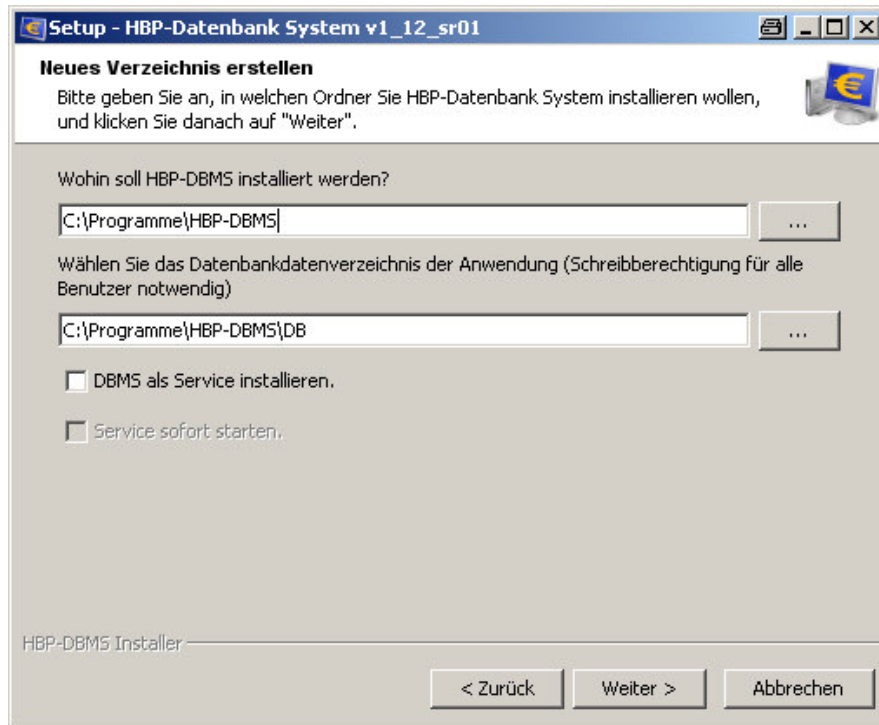 Setup - HBP-Datenbank System v1_12_sr01
Neues Verzeichnis erstellen
Bitte geben Sie an, in welchen Ordner Sie HBP-Datenbank System installieren wollen,
und klicken Sie danach auf "Weiter".
€
Wohin soll HBP-DBMS installiert werden?
C:\Programme\HBP-DBMS
...
Wählen Sie das Datenbankdatenverzeichnis der Anwendung (Schreibberechtigung für alle
Benutzer notwendig)
C:\Programme\HBP-DBMS\DB
...
DBMS als Service installieren.
Service sofort starten.
HBP-DBMS Installer
< Zurück Weiter > Abbrechen